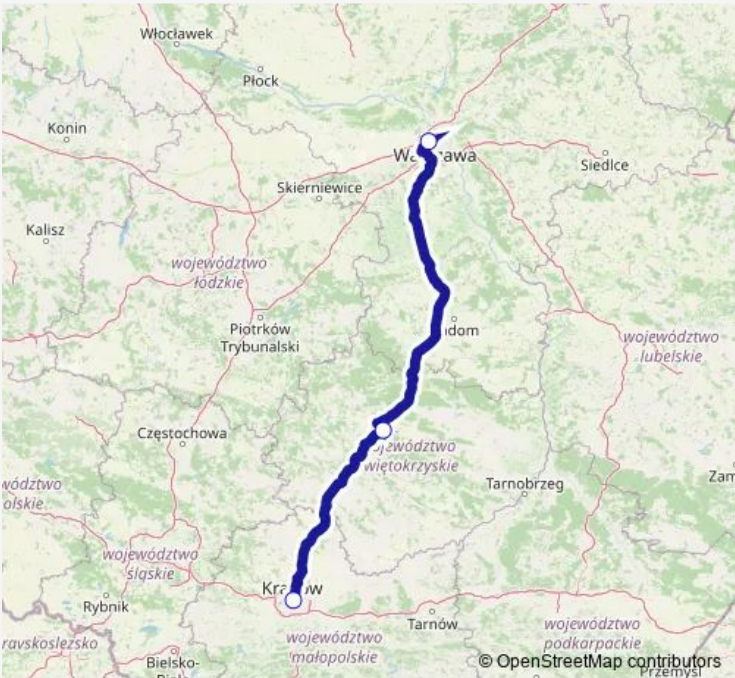 Włocławek
Płock
Konin
Siedlce
Skierniewice
Kalisz
województwo
łódzkie
Piotrków
Trybunalski
województwo
lubelskie
Częstochowa
Tarnobrzeg
województwo
śląskie
Rybnik
Tarnów
województwo
małopolskie
województwo
podkarpackie
Bielsko-
© OpenStreetMap contributors